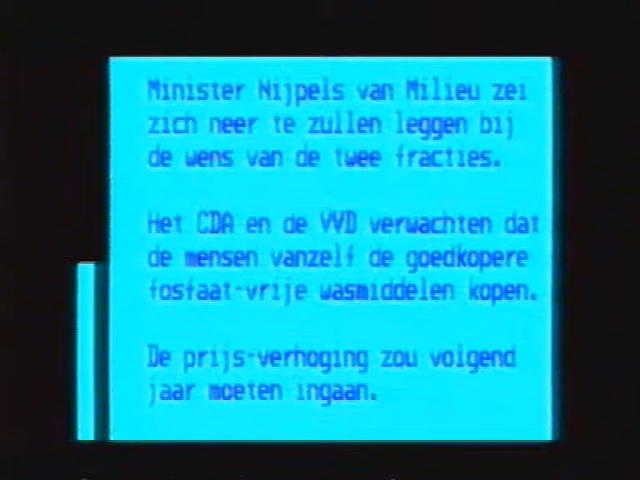 Minister Nijpels van Milieu zei
zich neer te zullen leggen bij
de wens van de twee fracties.
Het CDA en de VVD verwachten dat
de mensen vanzelf de goedkopere
fosfaat-vrije wasmiddelen kopen.
De prijs-verhoging zou volgend
jaar moeten ingaan.